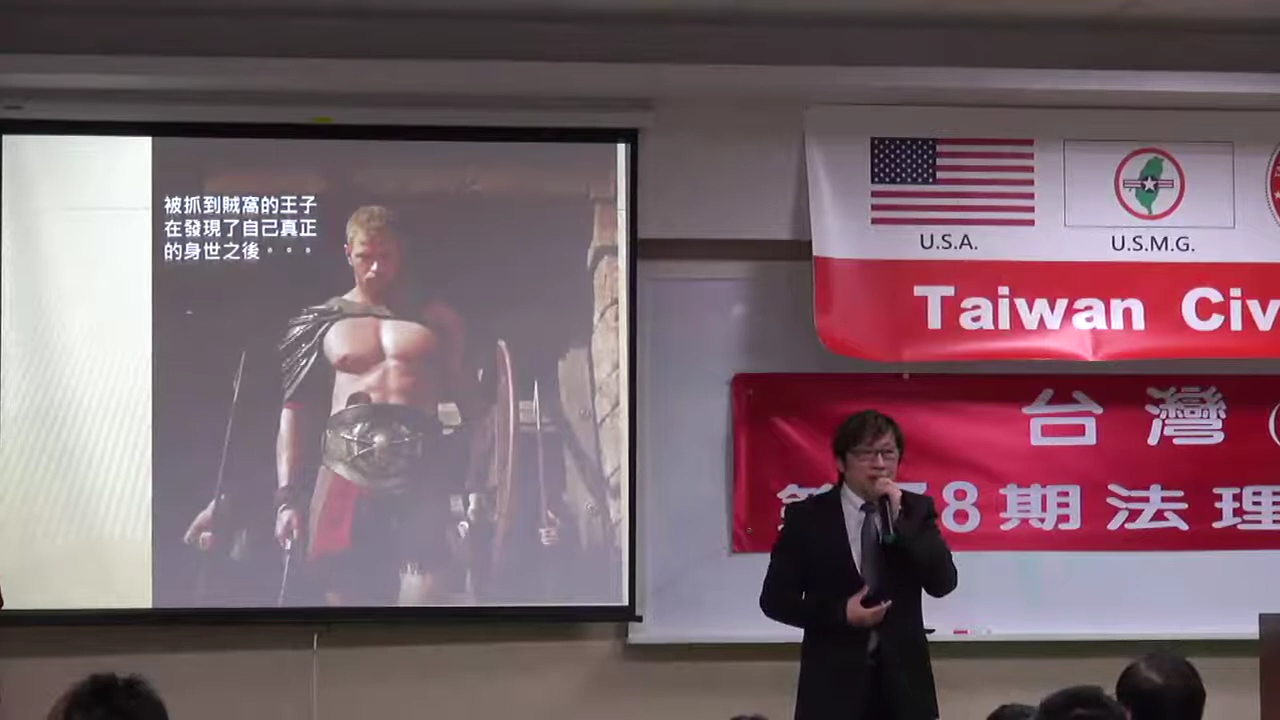 被抓到賊窩的王子
在發現了自己真正
的身世之後。。。
U.S.A.
U.S.M.G.
Taiwan Civ
台灣
8期法理